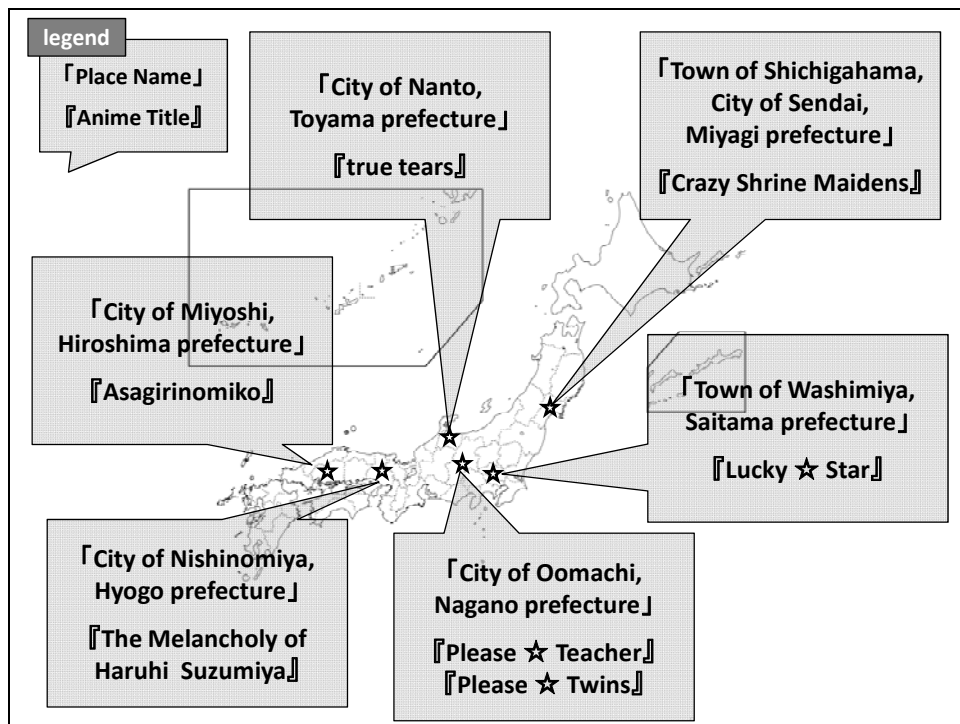 legend
「Place Name」
『Anime Title』
「City of Nanto,
Toyama prefecture」
『true tears』
「Town of Shichigahama,
City of Sendai,
Miyagi prefecture」
『Crazy Shrine Maidens』
「City of Miyoshi,
Hiroshima prefecture」
『Asagirinomiko』
「Town of Washimiya,
Saitama prefecture」
『Lucky ☆ Star』
「City of Nishinomiya,
Hyogo prefecture」
『The Melancholy of
Haruhi Suzumiya』
「City of Oomachi,
Nagano prefecture」
『Please ☆ Teacher』
『Please ☆ Twins』